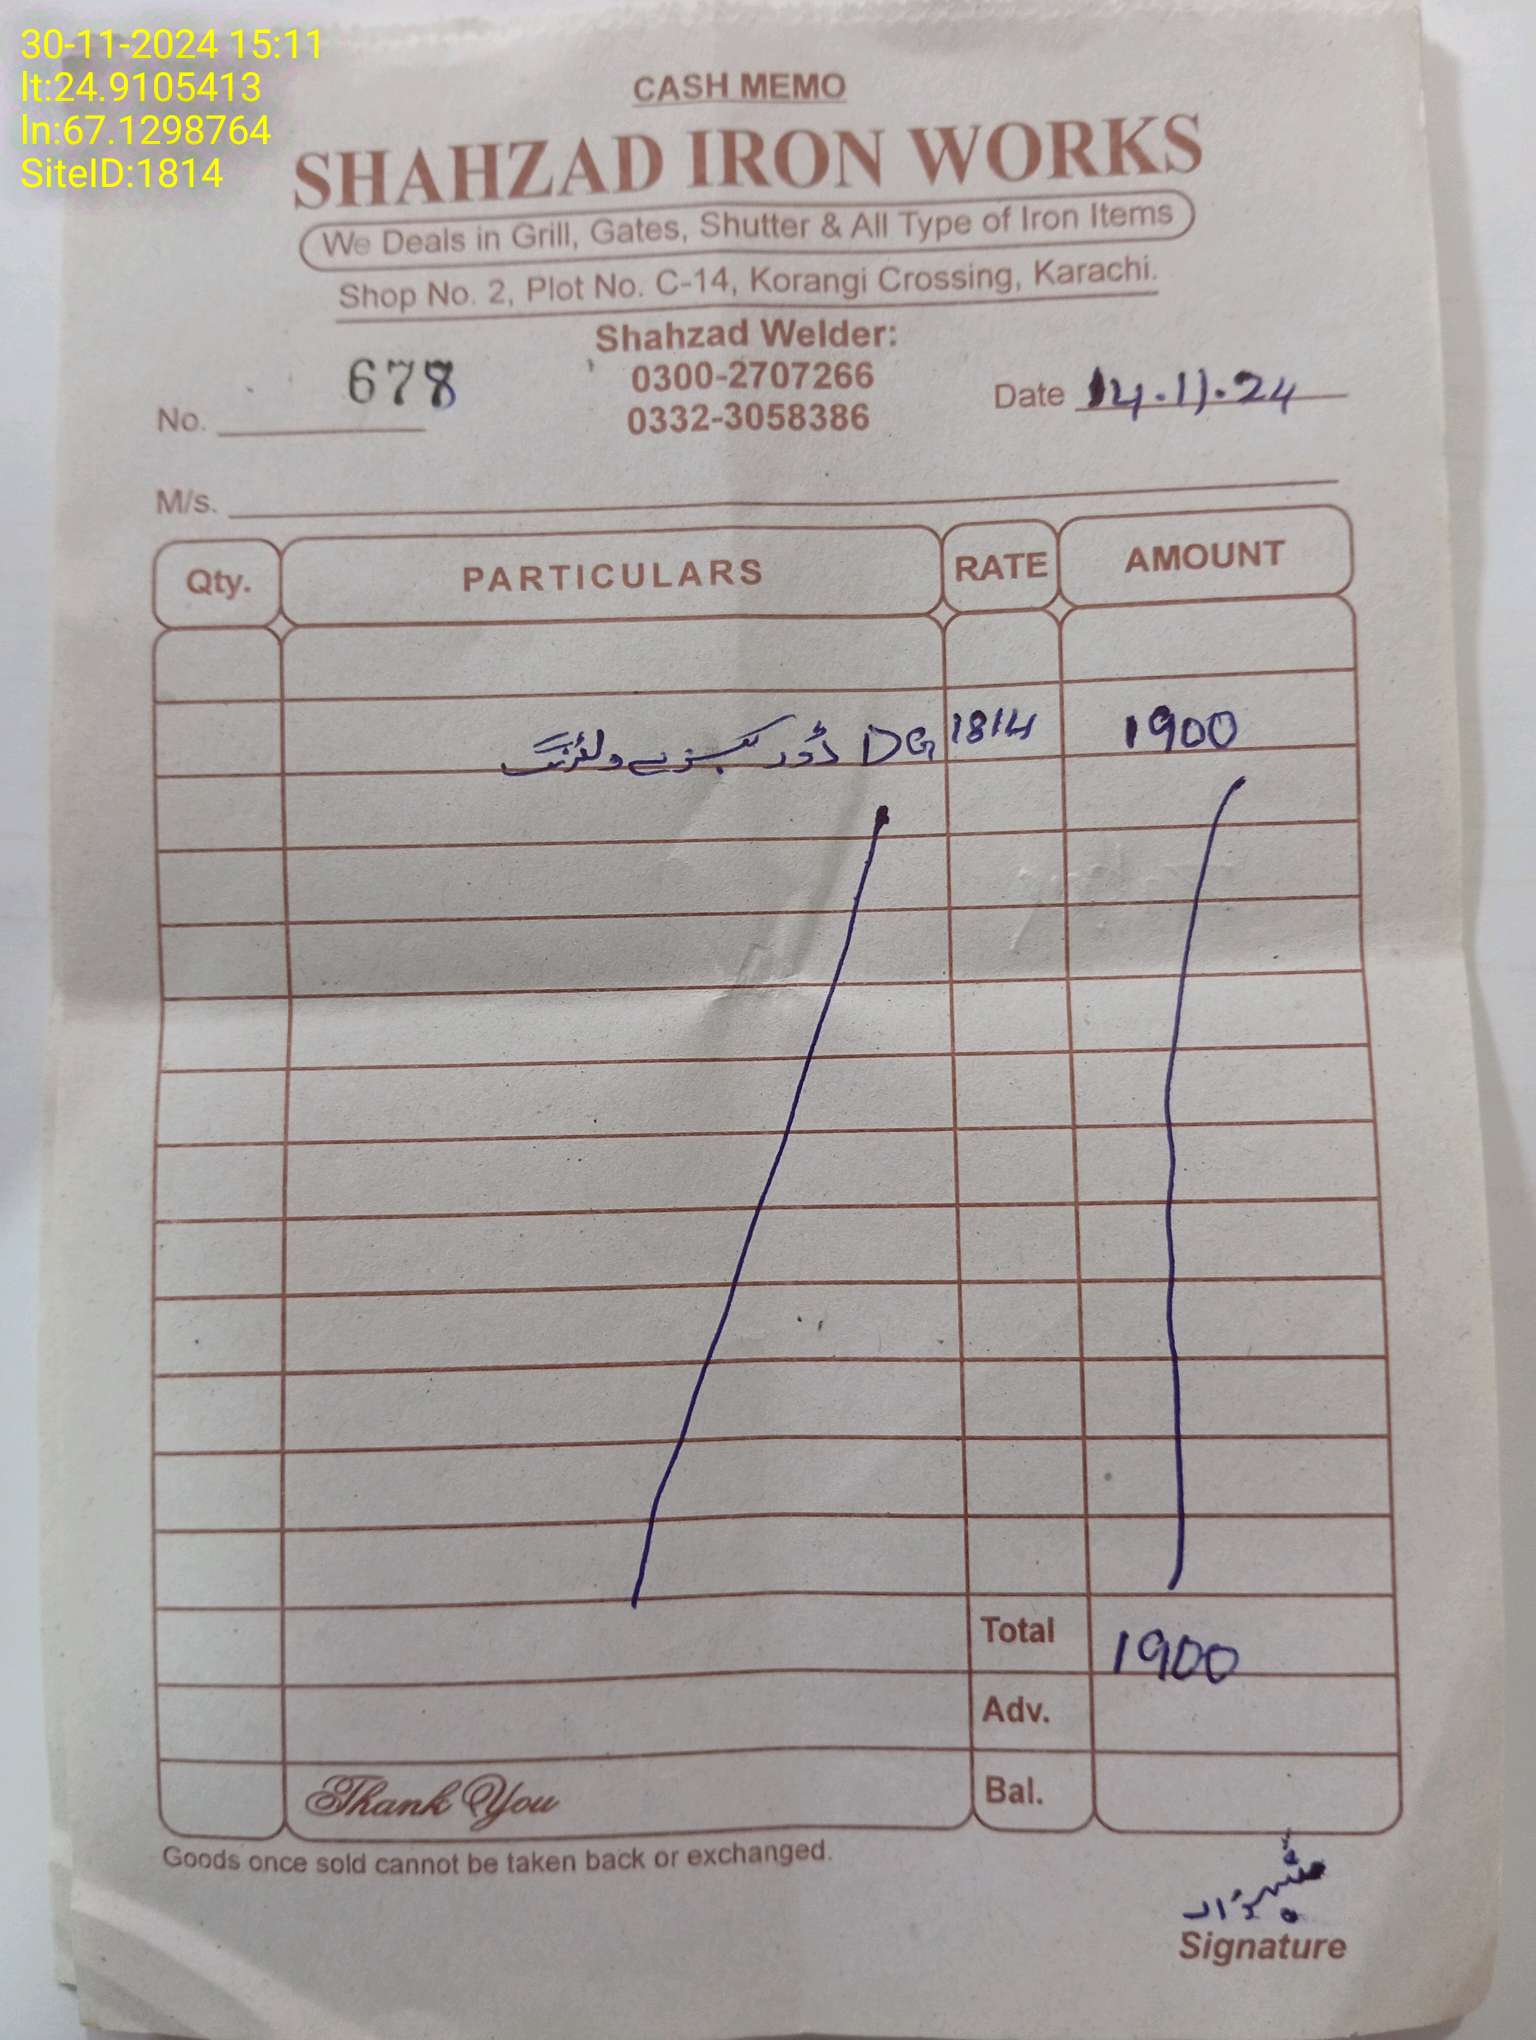 30-11-2024 15:11
lt:24.9105413
ln:67.1298764
SiteID:1814
CASH MEMO
SHAHZAD IRON WORKS
We Deals in Grill, Gates, Shutter & All Type of Iron Items
Shop No. 2, Plot No. C-14, Korangi Crossing, Karachi.
Shahzad Welder:
0300-2707266
0332-3058386
No. 678
Date 14.11.24
M/s.
Qty. PARTICULARS RATE AMOUNT
DG ڈور ولڈنگ 1814 1900
Total 1900
Adv.
Bal.
Thank You
Goods once sold cannot be taken back or exchanged.
شہزاد
Signature